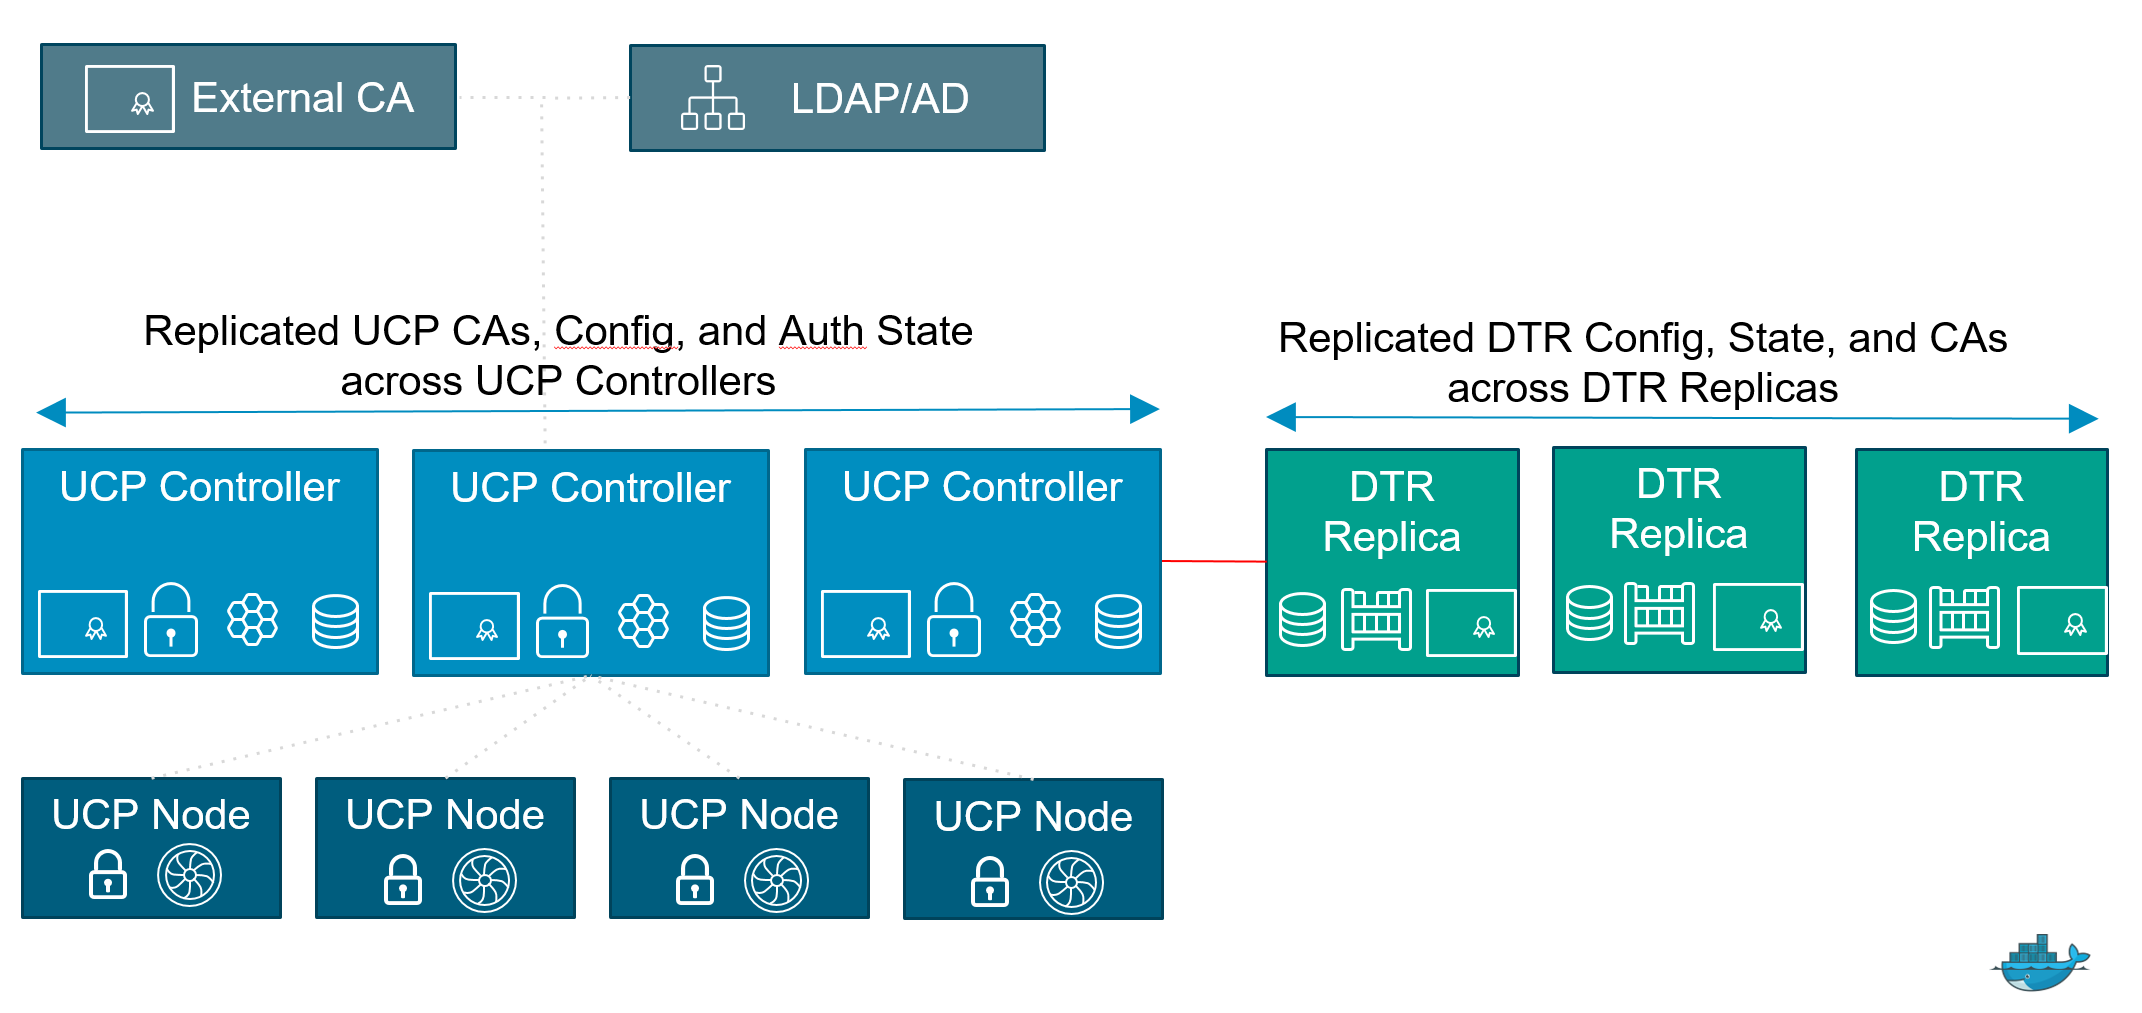 External CA
LDAP/AD
Replicated UCP CAs, Config, and Auth State
across UCP Controllers
Replicated DTR Config, State, and CAs
across DTR Replicas
UCP Controller
UCP Controller
UCP Controller
DTR
Replica
DTR
Replica
DTR
Replica
UCP Node
UCP Node
UCP Node
UCP Node